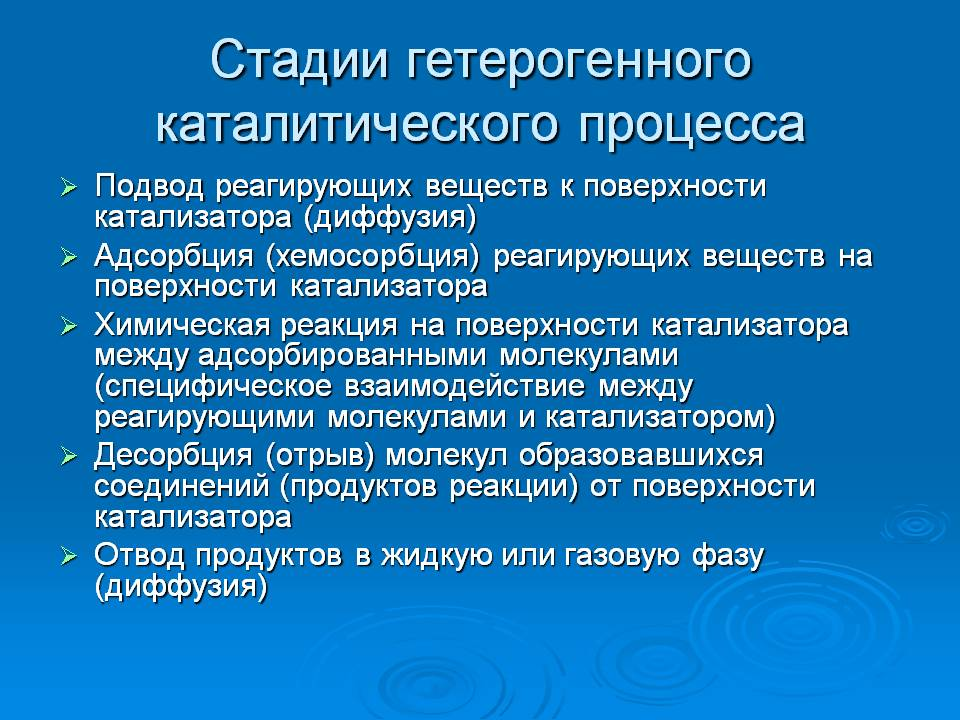 Стадии гетерогенного
каталитического процесса
Подвод реагирующих веществ к поверхности
катализатора (диффузия)
Адсорбция (хемосорбция) реагирующих веществ на
поверхности катализатора
Химическая реакция на поверхности катализатора
между адсорбированными молекулами
(специфическое взаимодействие между
реагирующими молекулами и катализатором)
Десорбция (отрыв) молекул образовавшихся
соединений (продуктов реакции) от поверхности
катализатора
Отвод продуктов в жидкую или газовую фазу
(диффузия)